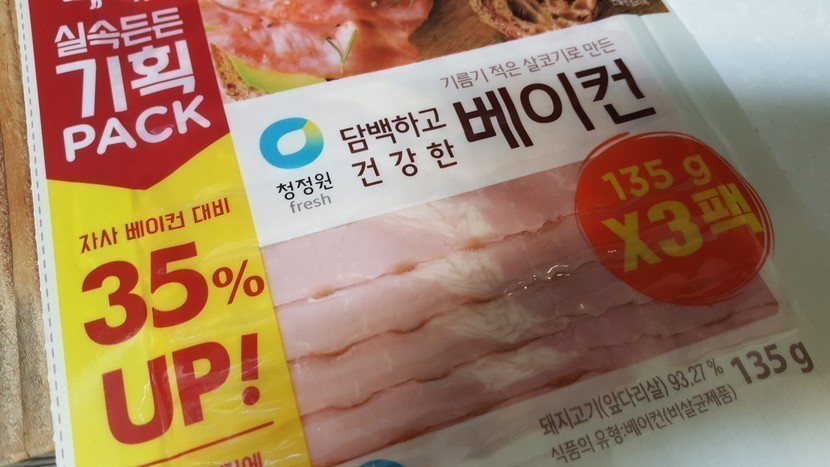 실속든든
기획
PACK
자사 베이컨 대비
35%
UP!
기름기 적은 살코기로 만든
담백하고
건강한
베이컨
청정원
fresh
135 g
X3팩
돼지고기(앞다리살) 93.27%
135 g
식품의 유형:베이컨(비살균제품)